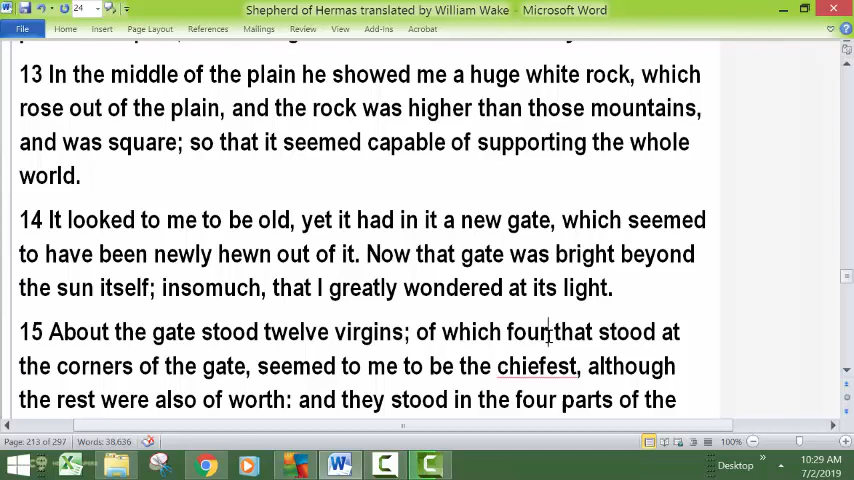 24
Shepherd of Hermas translated by William Wake - Microsoft Word
File Home Insert Page Layout References Mailings Review View Add-Ins Acrobat
13 In the middle of the plain he showed me a huge white rock, which
rose out of the plain, and the rock was higher than those mountains,
and was square; so that it seemed capable of supporting the whole
world.
14 It looked to me to be old, yet it had in it a new gate, which seemed
to have been newly hewn out of it. Now that gate was bright beyond
the sun itself; insomuch, that I greatly wondered at its light.
15 About the gate stood twelve virgins; of which four that stood at
the corners of the gate, seemed to me to be the chiefest, although
the rest were also of worth: and they stood in the four parts of the
Page: 213 of 297 Words: 38,636 100%
Desktop
10:29 AM
7/2/2019